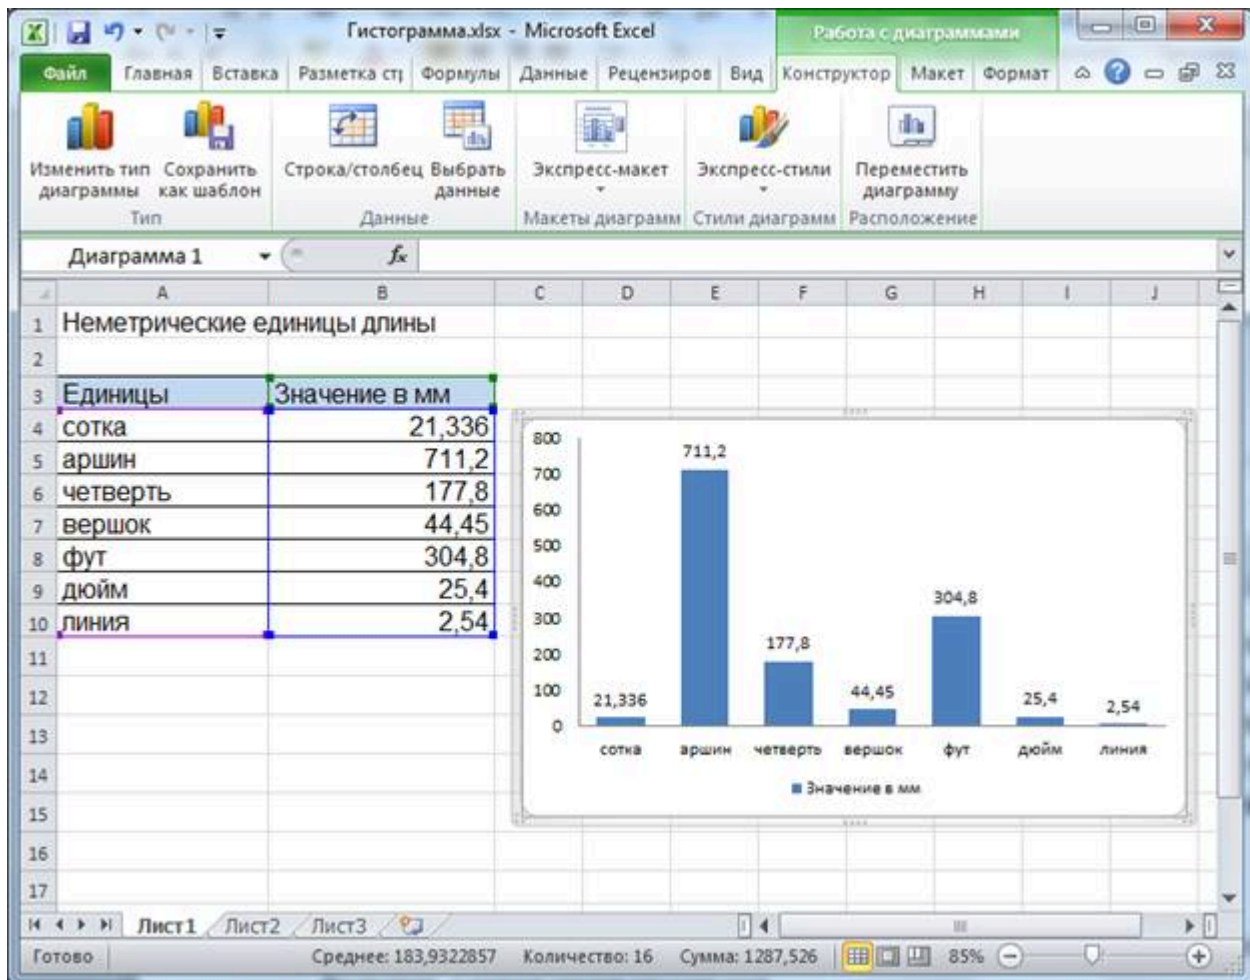 Гистограмма.xlsx - Microsoft Excel
Работа с диаграммами
Файл Главная Вставка Разметка стр Формулы Данные Рецензиров Вид Конструктор Макет Формат
Изменить тип диаграммы
Сохранить как шаблон
Строка/столбец
Выбрать данные
Экспресс-макет
Экспресс-стили
Переместить диаграмму
Тип Данные Макеты диаграмм Стили диаграмм Расположение
Диаграмма 1 fx
A B C D E F G H I J
1 Неметрические единицы длины
2
3 Единицы Значение в мм
4 сотка 21,336
5 аршин 711,2
6 четверть 177,8
7 вершок 44,45
8 фут 304,8
9 дюйм 25,4
10 линия 2,54
11
12
13
14
15
16
17
800
700
600
500
400
300
200
100
0
21,336 711,2 177,8 44,45 304,8 25,4 2,54
сотка аршин четверть вершок фут дюйм линия
Значение в мм
Лист1 Лист2 Лист3
Готово Среднее: 183,9322857 Количество: 16 Сумма: 1287,526 85%